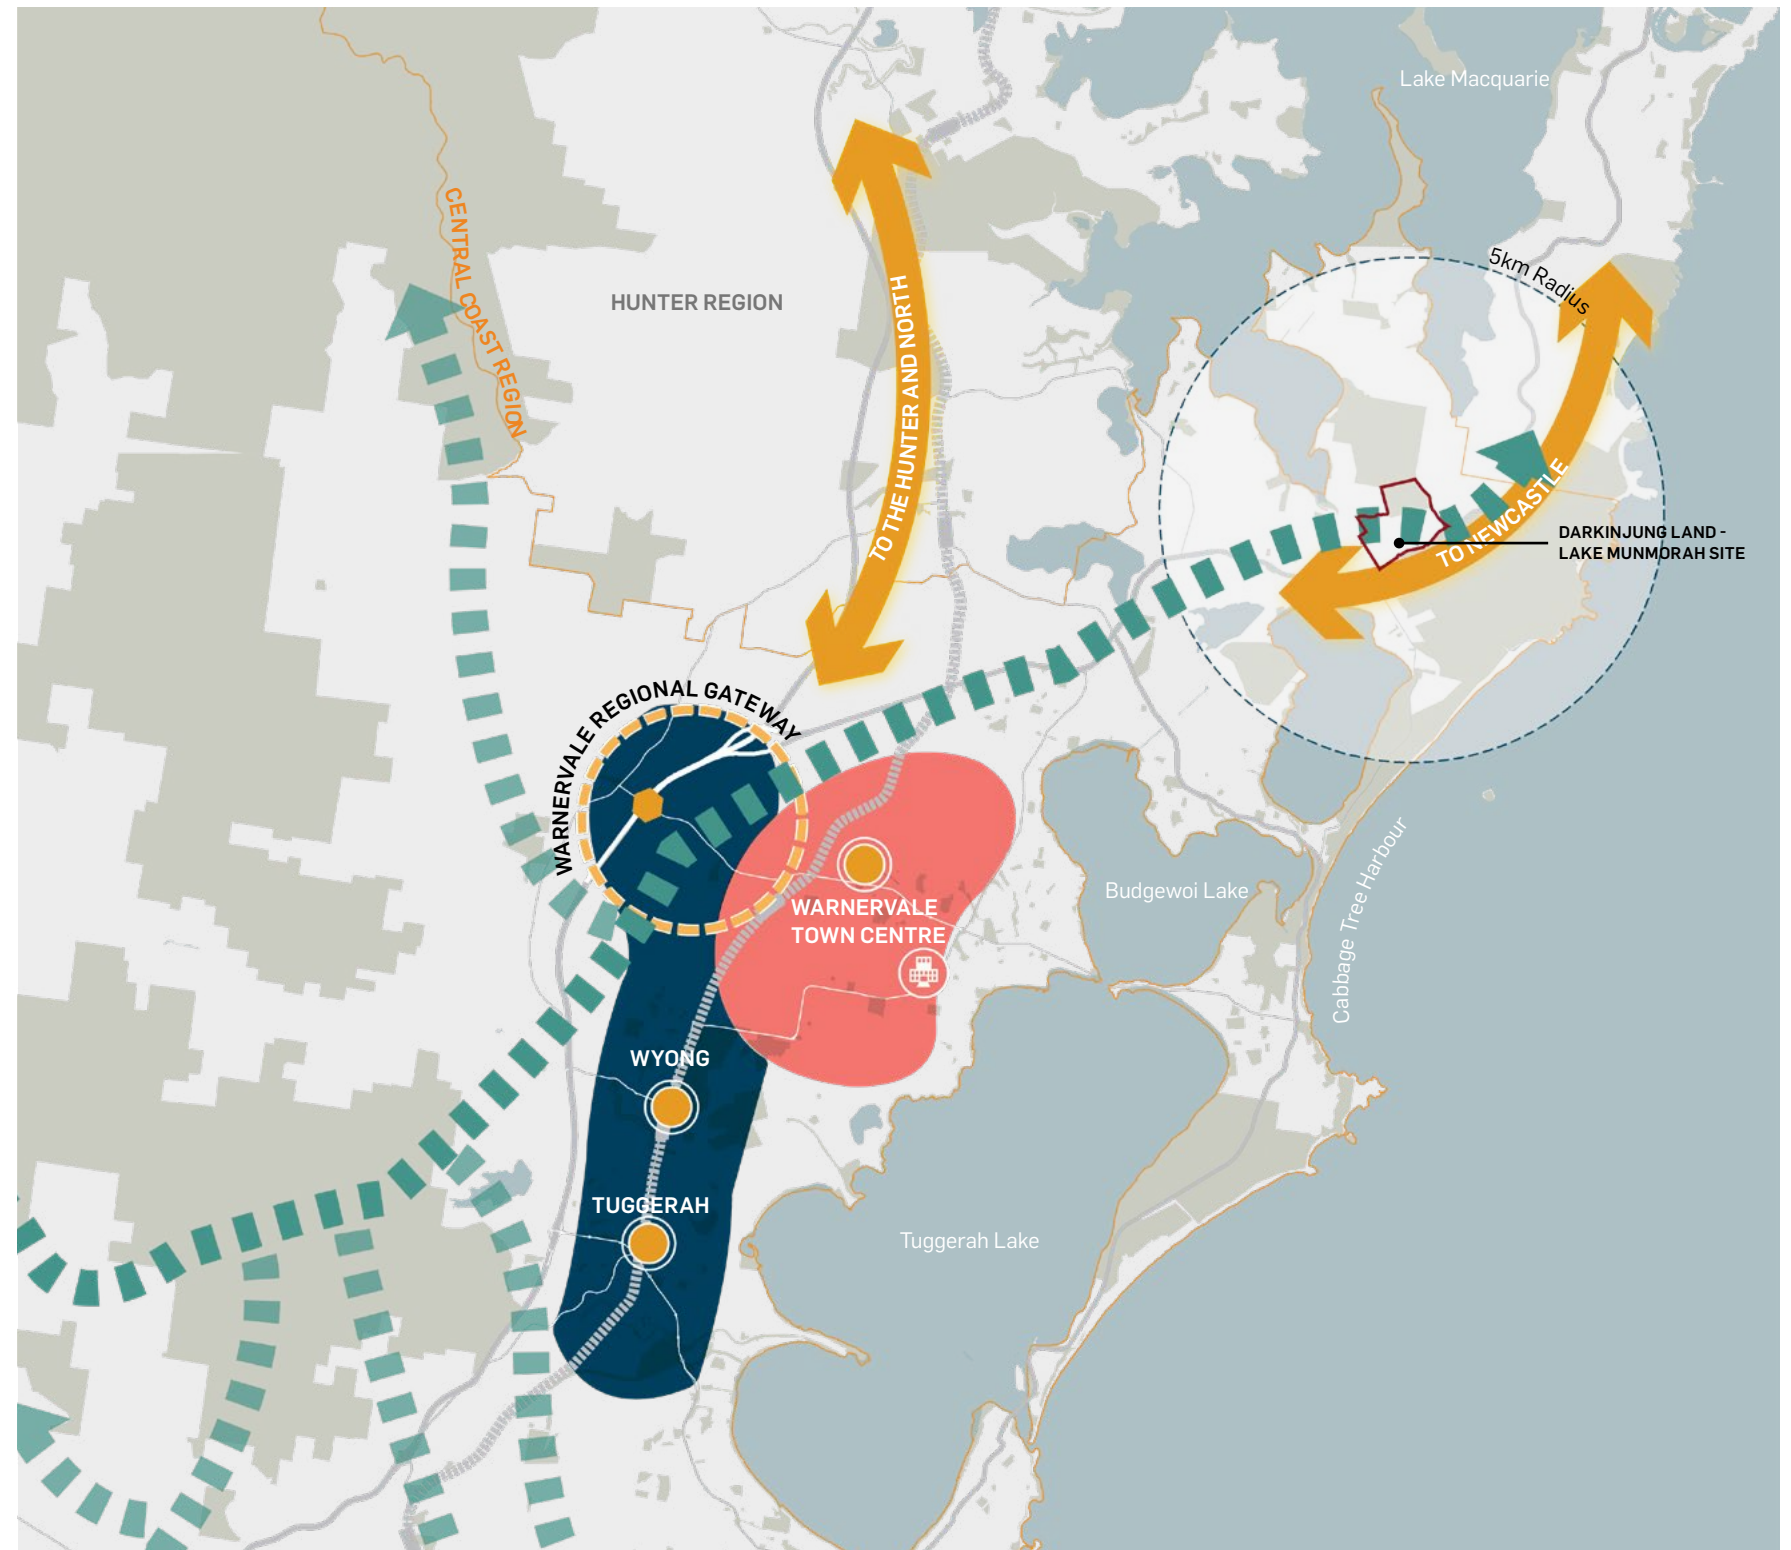 Lake Macquarie
CENTRAL COAST REGION
5km Radius
HUNTER REGION
TO THE HUNTER AND NORTH
TO NEWCASTLE
DARKINJUNG LAND -
LAKE MUNMORAH SITE
WARNERVALE REGIONAL GATEWAY
Budgewoi Lake
Cabbage Tree Harbour
WARNERVALE
TOWN CENTRE
WYONG
TUGGERAH
Tuggerah Lake